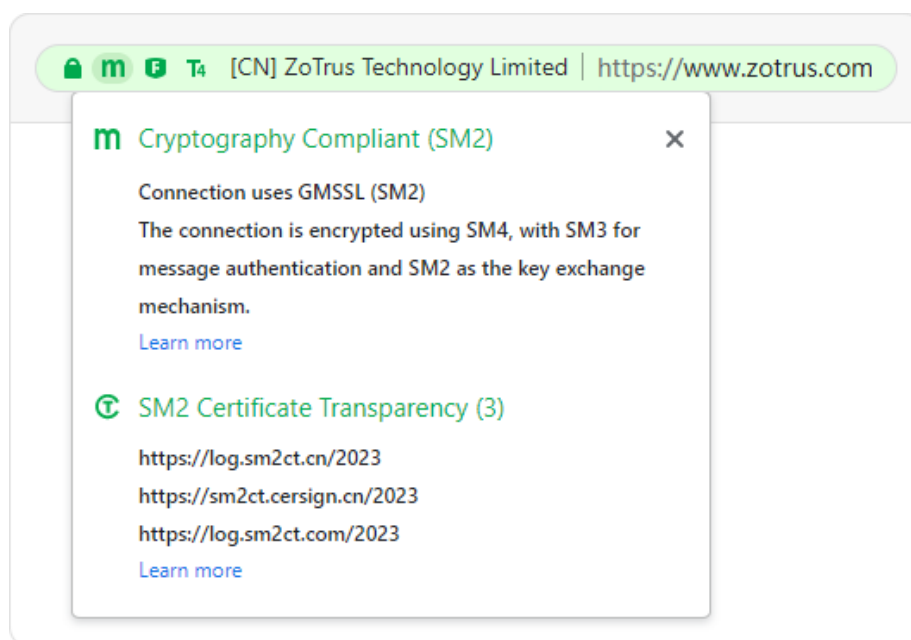 m T4 [CN] ZoTrus Technology Limited | https://www.zotrus.com
m Cryptography Compliant (SM2)
Connection uses GMSSL (SM2)
The connection is encrypted using SM4, with SM3 for
message authentication and SM2 as the key exchange
mechanism.
Learn more
SM2 Certificate Transparency (3)
https://log.sm2ct.cn/2023
https://sm2ct.cersign.cn/2023
https://log.sm2ct.com/2023
Learn more